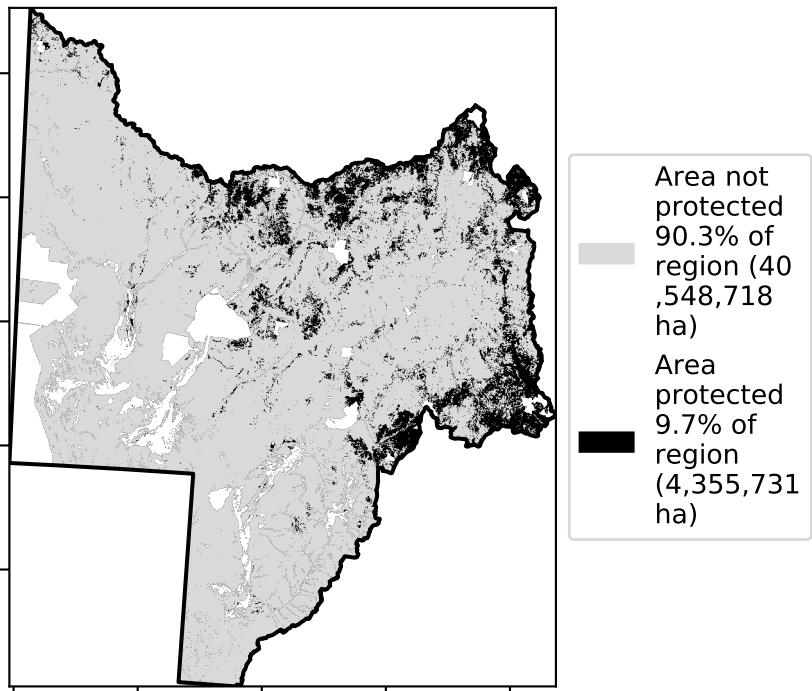 Area not
protected
90.3% of
region (40
,548,718
ha)
Area
protected
9.7% of
region
(4,355,731
ha)